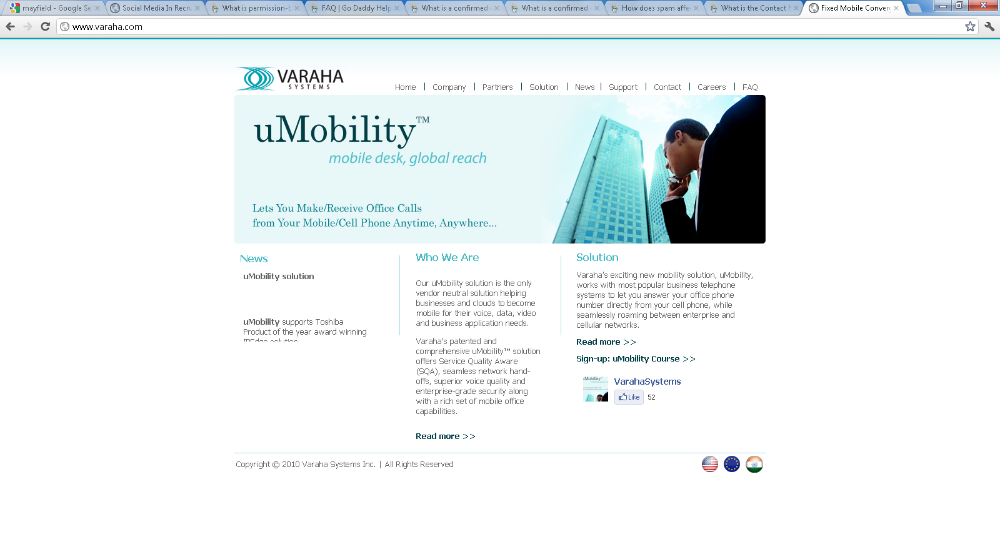 mayfield - Google Se
Social Media In Recru
What is permission-b
FAQ | Go Daddy Help
What is a confirmed
What is a confirmed
How does spam affe
What is the Contact
Fixed Mobile Converg
www.varaha.com
VARAHA
SYSTEMS
Home | Company | Partners | Solution | News | Support | Contact | Careers | FAQ
uMobility™
mobile desk, global reach
Lets You Make/Receive Office Calls
from Your Mobile/Cell Phone Anytime, Anywhere...
News
uMobility solution
uMobility supports Toshiba
Product of the year award winning
IPEdge solution
Who We Are
Our uMobility solution is the only
vendor neutral solution helping
businesses and clouds to become
mobile for their voice, data, video
and business application needs.
Varaha's patented and
comprehensive uMobility™ solution
offers Service Quality Aware
(SQA), seamless network hand-
offs, superior voice quality and
enterprise-grade security along
with a rich set of mobile office
capabilities.
Read more >>
Solution
Varaha's exciting new mobility solution, uMobility,
works with most popular business telephone
systems to let you answer your office phone
number directly from your cell phone, while
seamlessly roaming between enterprise and
cellular networks.
Read more >>
Sign-up: uMobility Course >>
uMobility™
VarahaSystems
Like 52
Copyright © 2010 Varaha Systems Inc. | All Rights Reserved